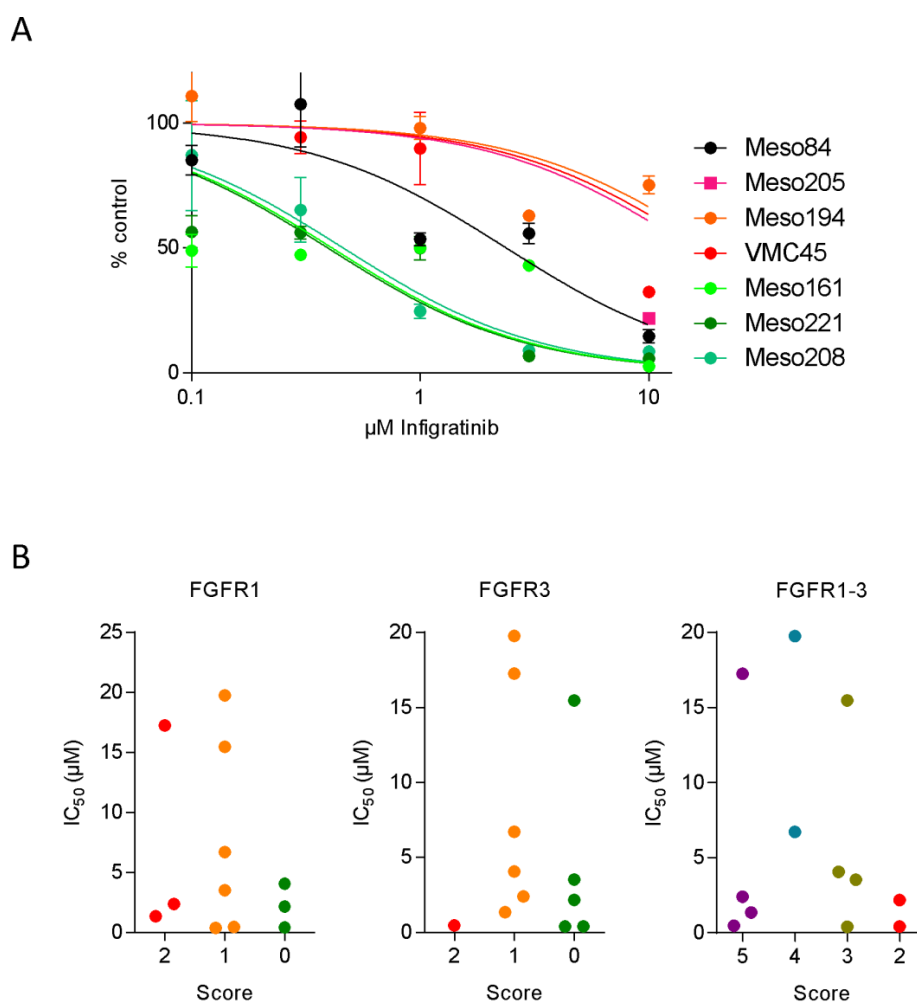 A
% control
100
50
0
0.1
1
10
µM Infigratinib
Meso84
Meso205
Meso194
VMC45
Meso161
Meso221
Meso208
B
FGFR1
IC50 (µM)
25
20
15
10
5
0
2
1
0
Score
FGFR3
IC50 (µM)
20
15
10
5
0
2
1
0
Score
FGFR1-3
IC50 (µM)
20
15
10
5
0
5
4
3
2
Score